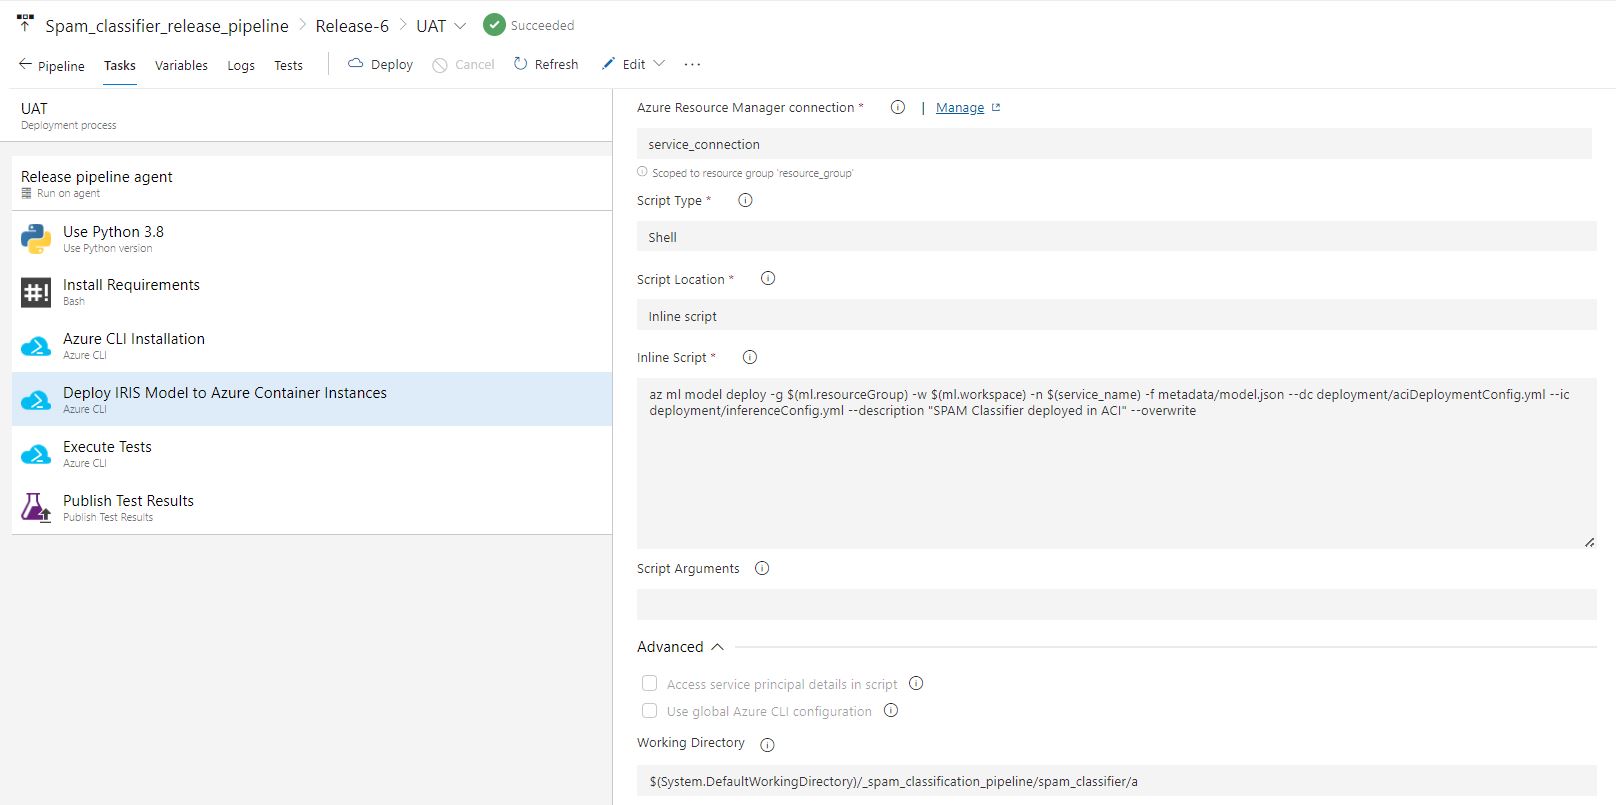 Spam_classifier_release_pipeline > Release-6 > UAT Succeeded
Pipeline Tasks Variables Logs Tests Deploy Cancel Refresh Edit ...
UAT
Deployment process
Release pipeline agent
Run on agent
Use Python 3.8
Use Python version
#!
Install Requirements
Bash
Azure CLI Installation
Azure CLI
Deploy IRIS Model to Azure Container Instances
Azure CLI
Execute Tests
Azure CLI
Publish Test Results
Publish Test Results
Azure Resource Manager connection * | Manage
service_connection
Scoped to resource group 'resource_group'
Script Type *
Shell
Script Location *
Inline script
Inline Script *
az ml model deploy -g $(ml.resourceGroup) -w $(ml.workspace) -n $(service_name) -f metadata/model.json --dc deployment/aciDeploymentConfig.yml --ic
deployment/inferenceConfig.yml --description "SPAM Classifier deployed in ACI" --overwrite
Script Arguments
Advanced
Access service principal details in script
Use global Azure CLI configuration
Working Directory
$(System.DefaultWorkingDirectory)/_spam_classification_pipeline/spam_classifier/a